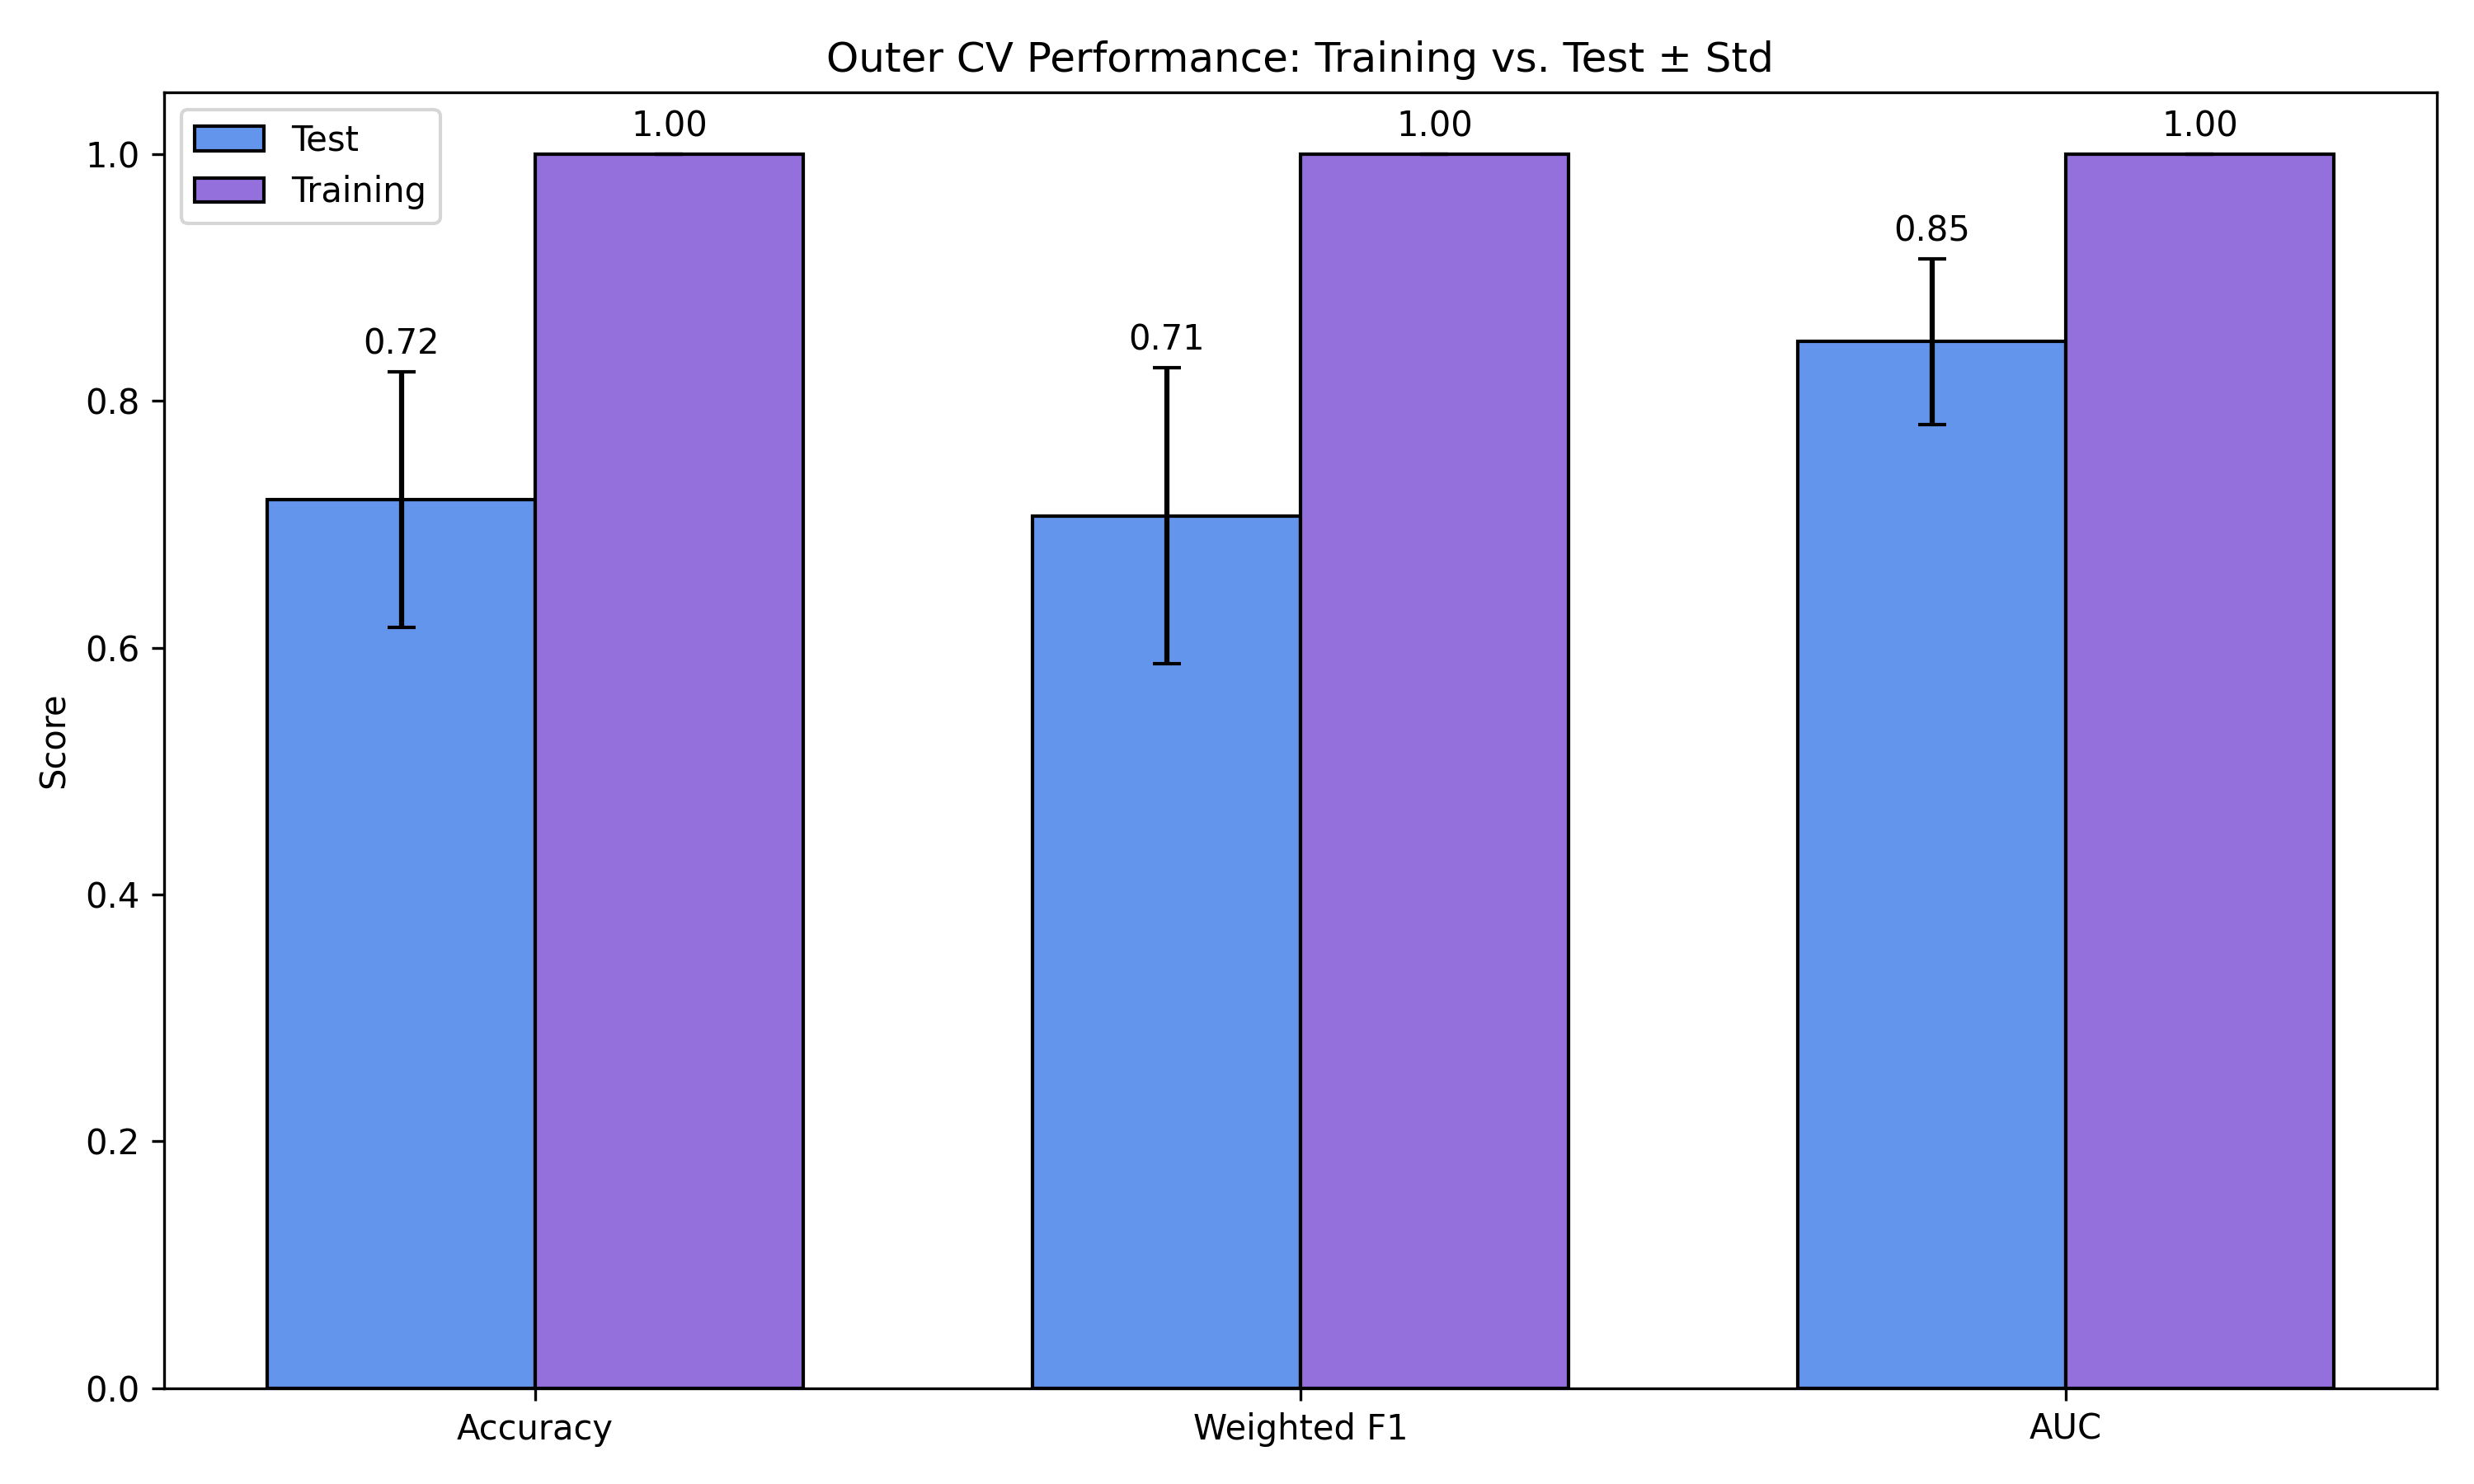 Outer CV Performance: Training vs. Test ± Std
Test
Training
1.00
1.00
1.00
0.72
0.71
0.85
1.0
0.8
0.6
0.4
0.2
0.0
Score
Accuracy
Weighted F1
AUC